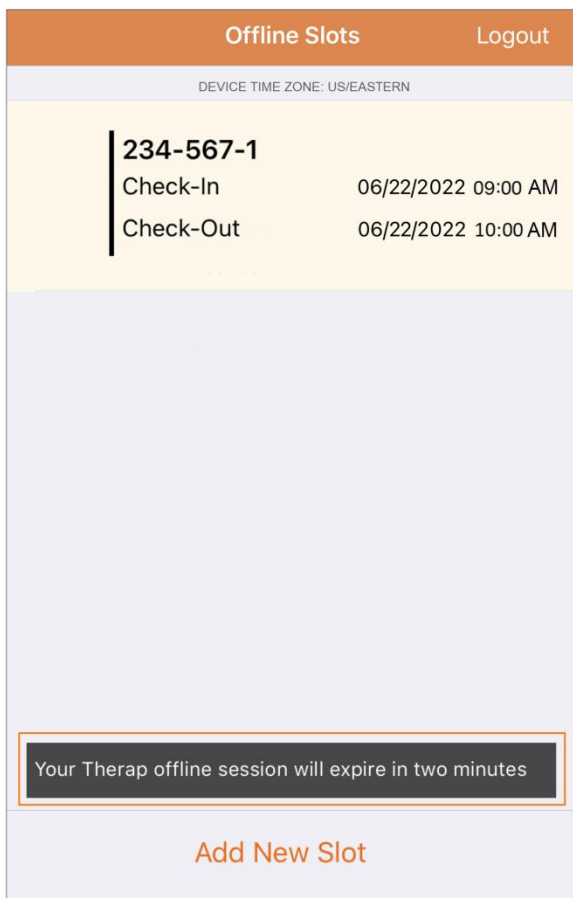 Offline Slots Logout
DEVICE TIME ZONE: US/EASTERN
234-567-1
Check-In 06/22/2022 09:00 AM
Check-Out 06/22/2022 10:00 AM
Your Therap offline session will expire in two minutes
Add New Slot